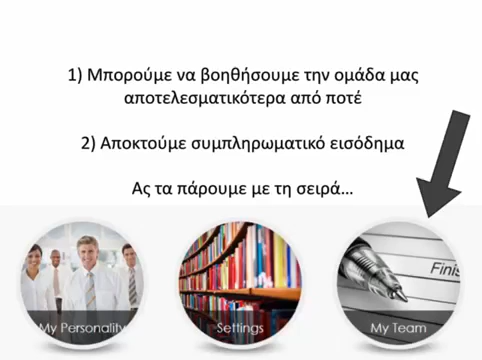 1) Μπορούμε να βοηθήσουμε την ομάδα μας
αποτελεσματικότερα από ποτέ
2) Αποκτούμε συμπληρωματικό εισόδημα
Ας τα πάρουμε με τη σειρά...
Finis
My Personality
Settings
My Team